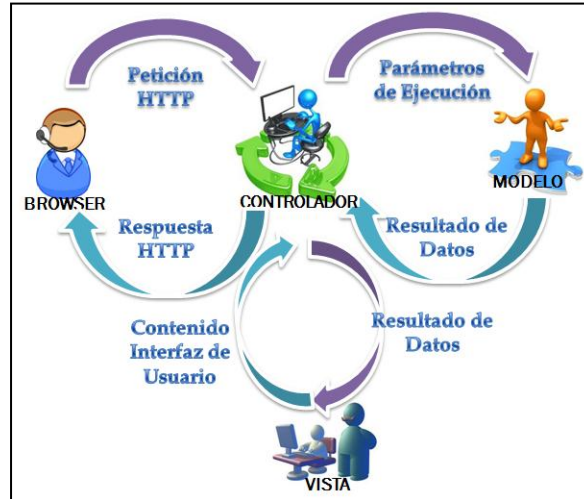 Petición
HTTP
Parámetros
de Ejecución
BROWSER
CONTROLADOR
MODELO
Respuesta
HTTP
Resultado de
Datos
Contenido
Interfaz de
Usuario
Resultado de
Datos
VISTA